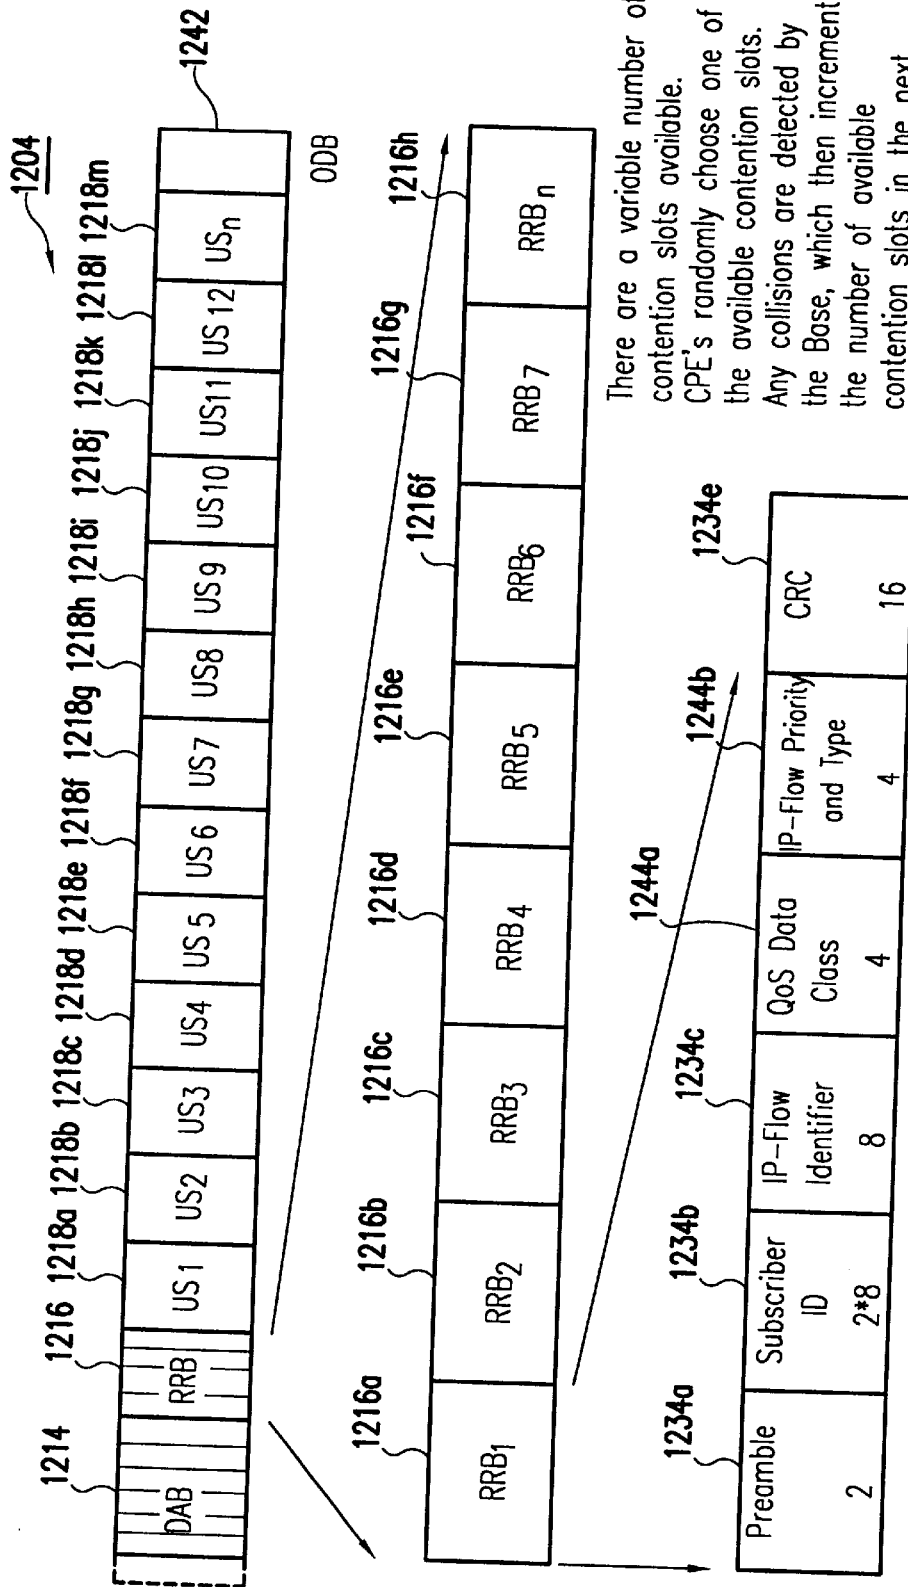 1204
1214 1216 1218a 1218b 1218c 1218d 1218e 1218f 1218g 1218h 1218i 1218j 1218k 1218l 1218m
DAB RRB US1 US2 US3 US4 US5 US6 US7 US8 US9 US10 US11 US12 USn
1242
ODB
1216a 1216b 1216c 1216d 1216e 1216f 1216g 1216h
RRB1 RRB2 RRB3 RRB4 RRB5 RRB6 RRB7 RRBn
There are a variable number of
contention slots available.
CPE's randomly choose one of
the available contention slots.
Any collisions are detected by
the Base, which then increment
the number of available
contention slots in the next
1234a 1234b 1234c 1244a 1244b 1234e
Preamble
2
Subscriber
ID
2*8
IP-Flow
Identifier
8
QoS Data
Class
4
IP-Flow Priority
and Type
4
CRC
16